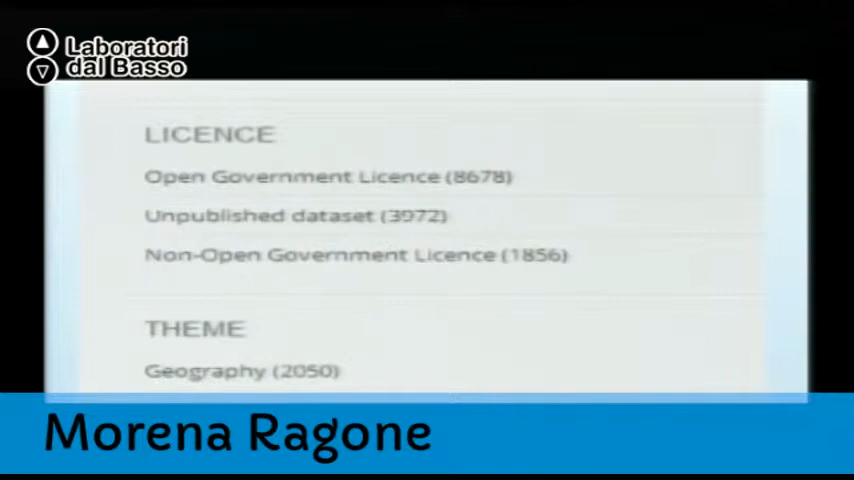 Laboratori
dal Basso
LICENCE
Open Government Licence (8678)
Unpublished dataset (3972)
Non-Open Government Licence (1856)
THEME
Geography (2050)
Morena Ragone